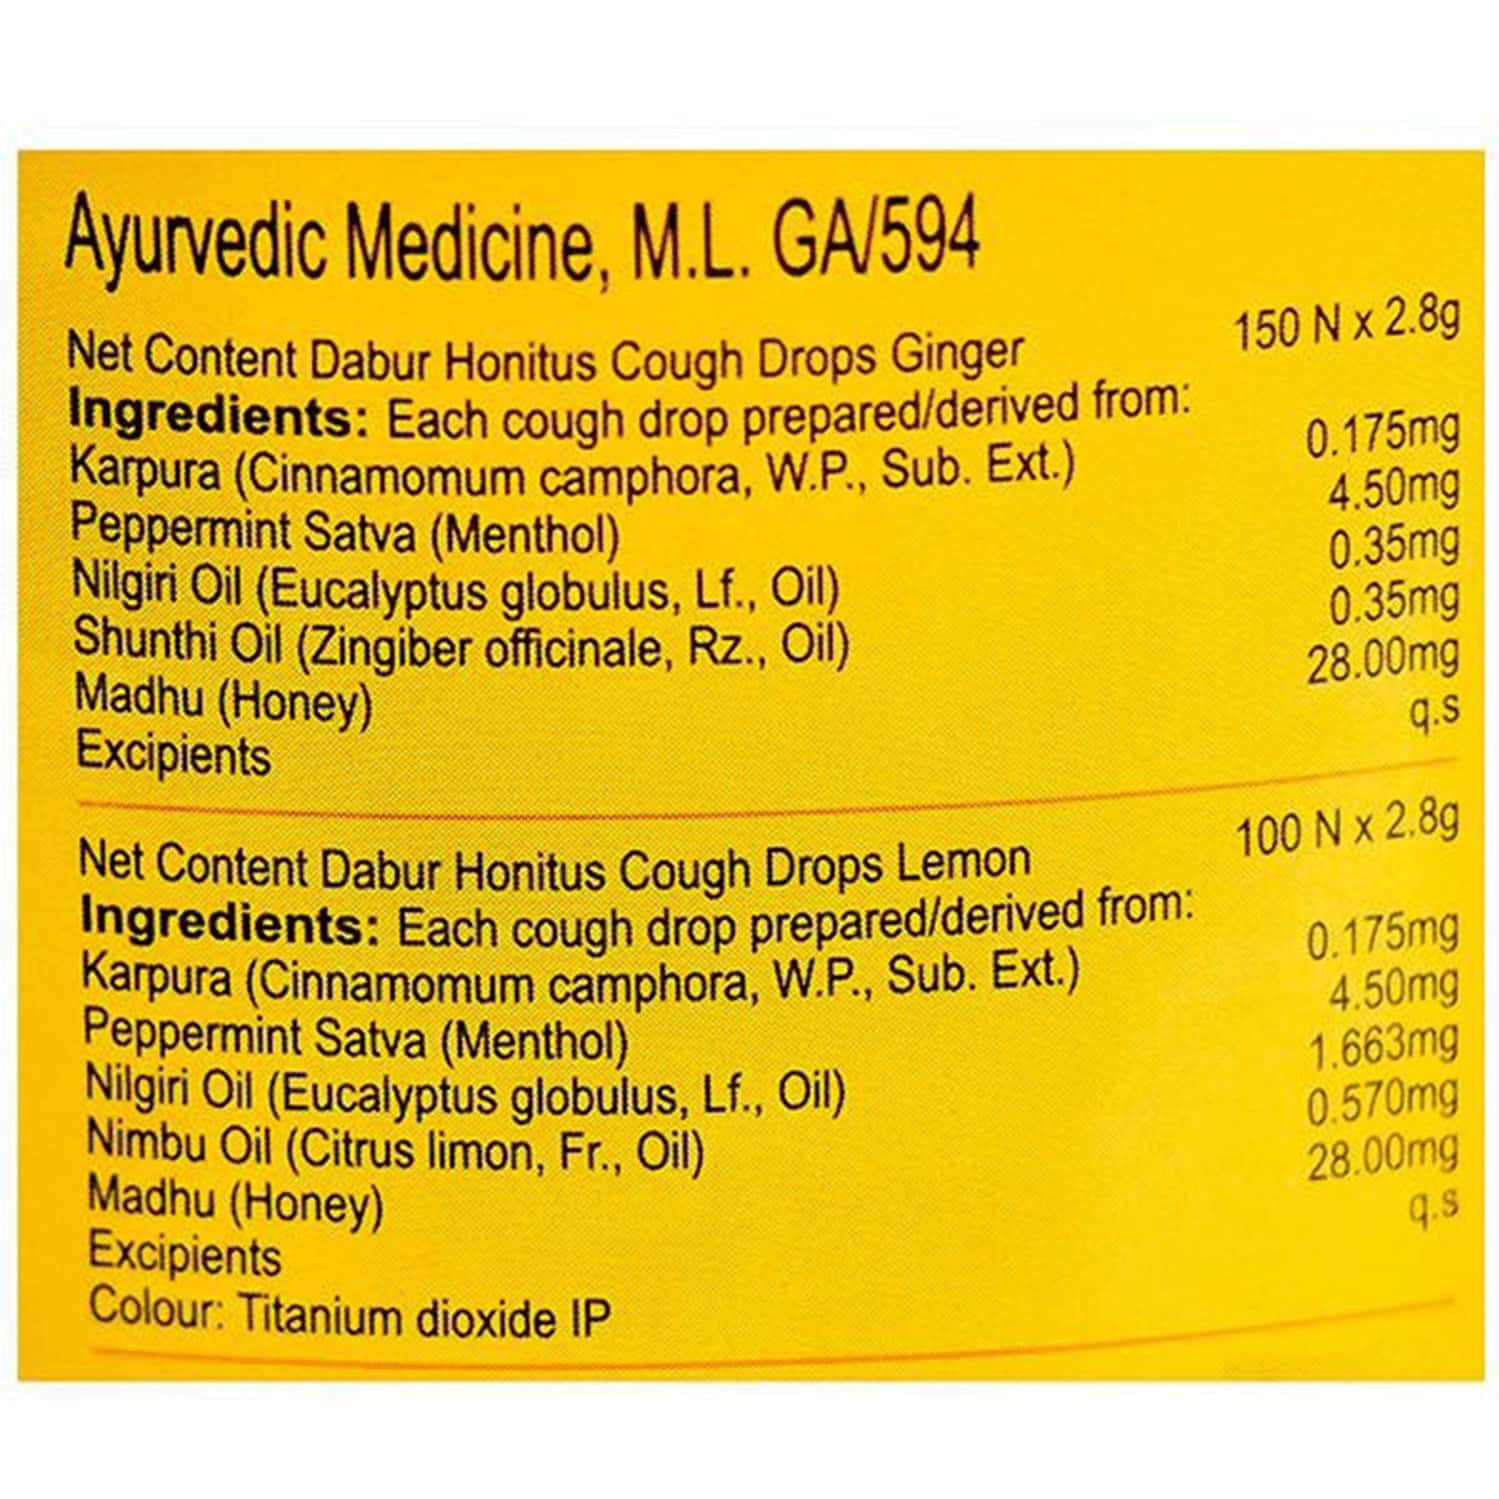 Ayurvedic Medicine, M.L. GA/594
Net Content Dabur Honitus Cough Drops Ginger 150 N x 2.8g
Ingredients: Each cough drop prepared/derived from:
Karpura (Cinnamomum camphora, W.P., Sub. Ext.) 0.175mg
Peppermint Satva (Menthol) 4.50mg
Nilgiri Oil (Eucalyptus globulus, Lf., Oil) 0.35mg
Shunthi Oil (Zingiber officinale, Rz., Oil) 0.35mg
Madhu (Honey) 28.00mg
Excipients q.s
Net Content Dabur Honitus Cough Drops Lemon 100 N x 2.8g
Ingredients: Each cough drop prepared/derived from:
Karpura (Cinnamomum camphora, W.P., Sub. Ext.) 0.175mg
Peppermint Satva (Menthol) 4.50mg
Nilgiri Oil (Eucalyptus globulus, Lf., Oil) 1.663mg
Nimbu Oil (Citrus limon, Fr., Oil) 0.570mg
Madhu (Honey) 28.00mg
Excipients q.s
Colour: Titanium dioxide IP